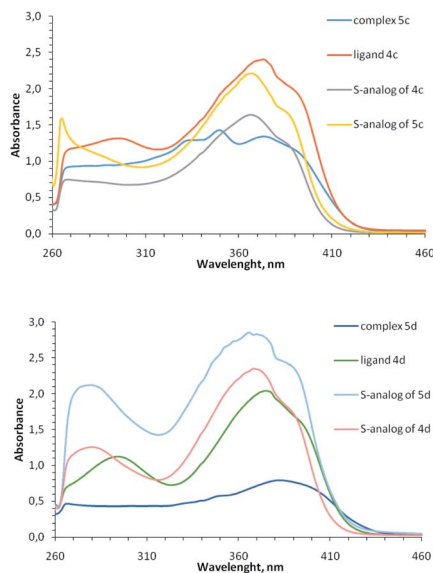 3,0
2,5
2,0
1,5
1,0
0,5
0,0
Absorbance
260 310 360 410 460
Wavelenght, nm
complex 5c
ligand 4c
S-analog of 4c
S-analog of 5c
3,0
2,5
2,0
1,5
1,0
0,5
0,0
Absorbance
260 310 360 410 460
Wavelenght, nm
complex 5d
ligand 4d
S-analog of 5d
S-analog of 4d